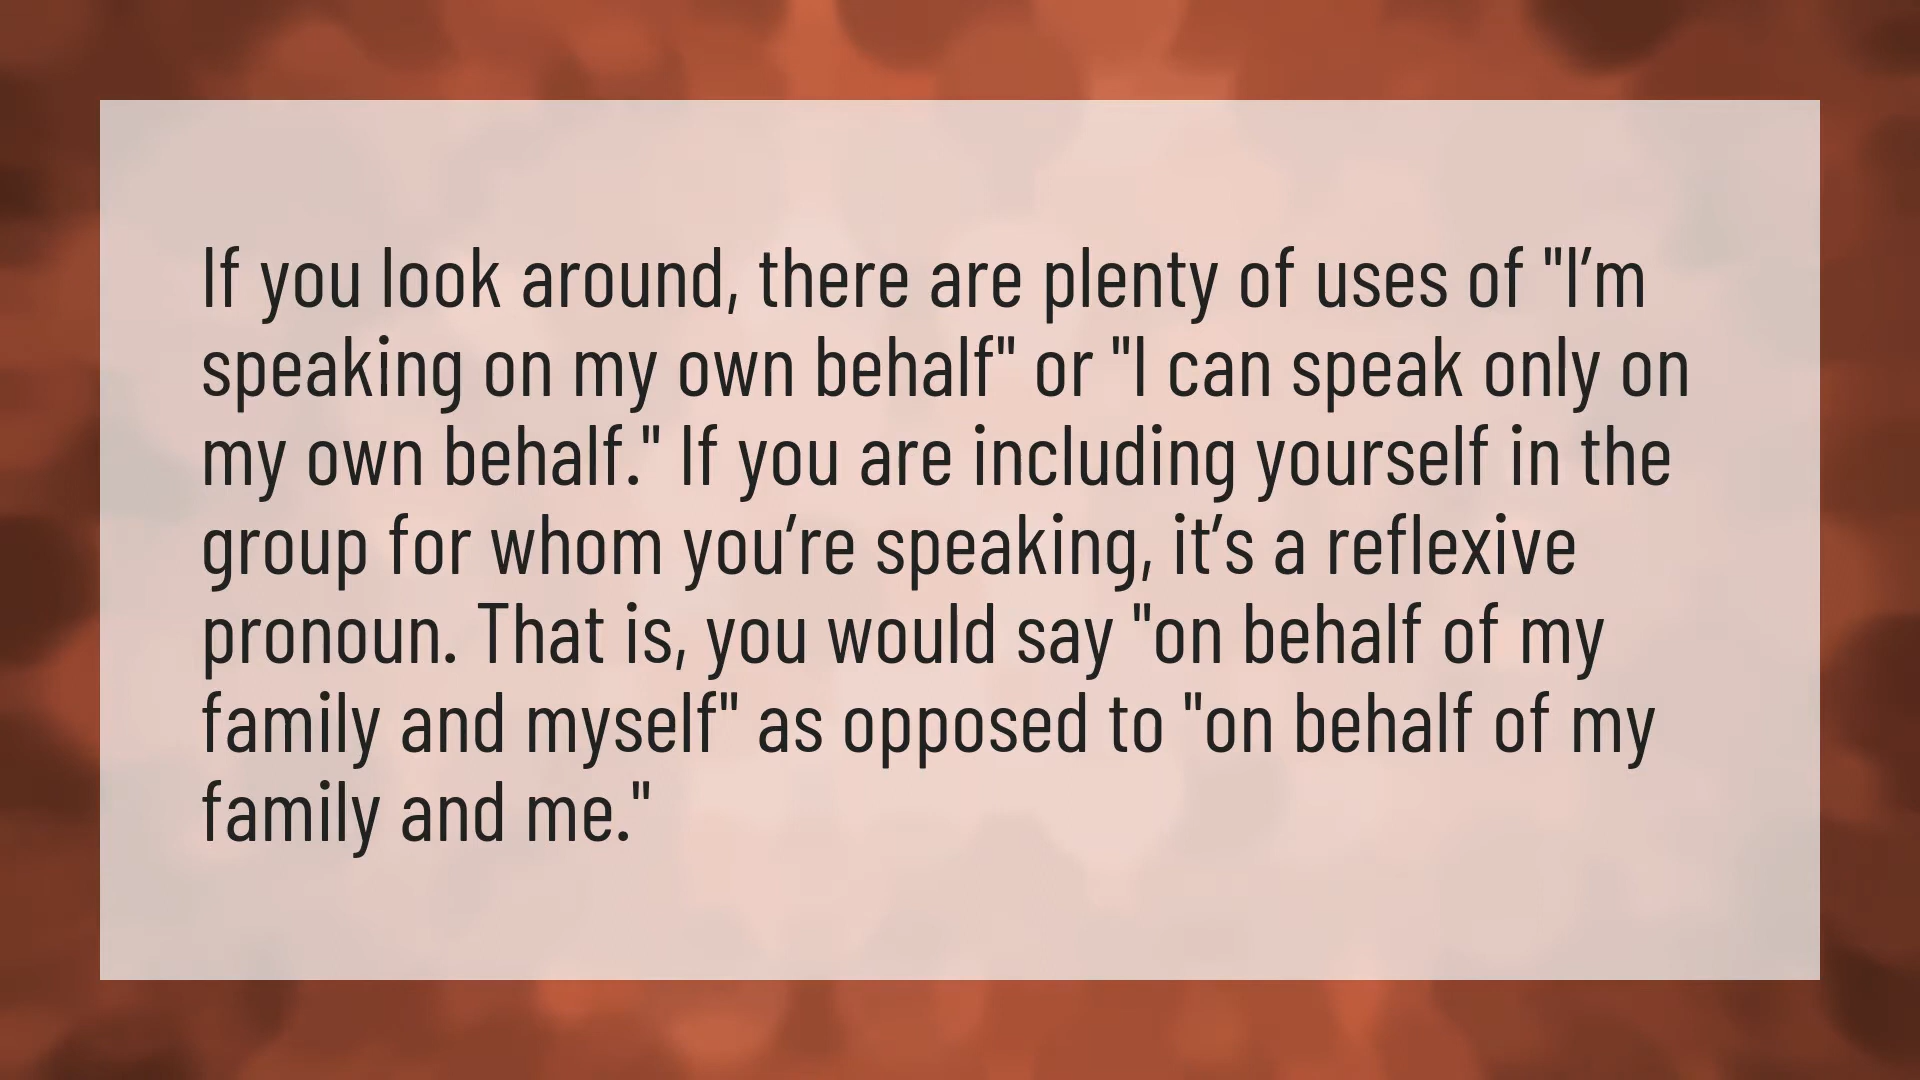 If you look around, there are plenty of uses of "I’m
speaking on my own behalf" or "I can speak only on
my own behalf." If you are including yourself in the
group for whom you’re speaking, it’s a reflexive
pronoun. That is, you would say "on behalf of my
family and myself" as opposed to "on behalf of my
family and me."